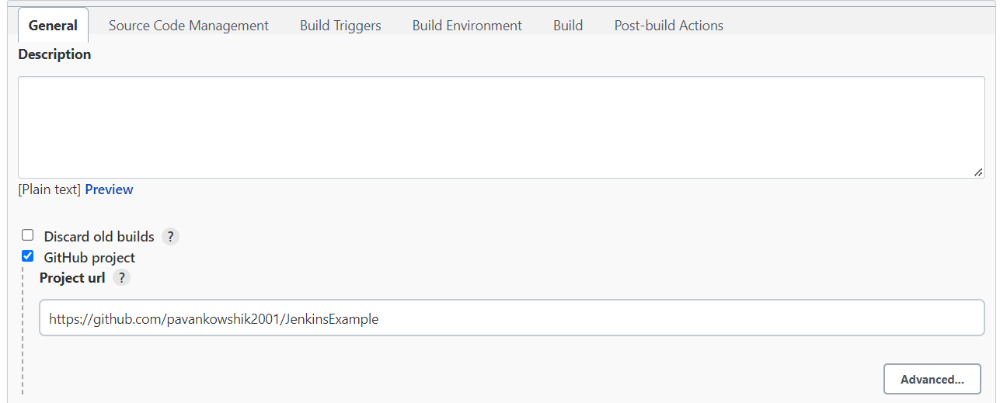 General Source Code Management Build Triggers Build Environment Build Post-build Actions
Description
[Plain text] Preview
Discard old builds ?
GitHub project
Project url ?
https://github.com/pavankowshik2001/JenkinsExample
Advanced...